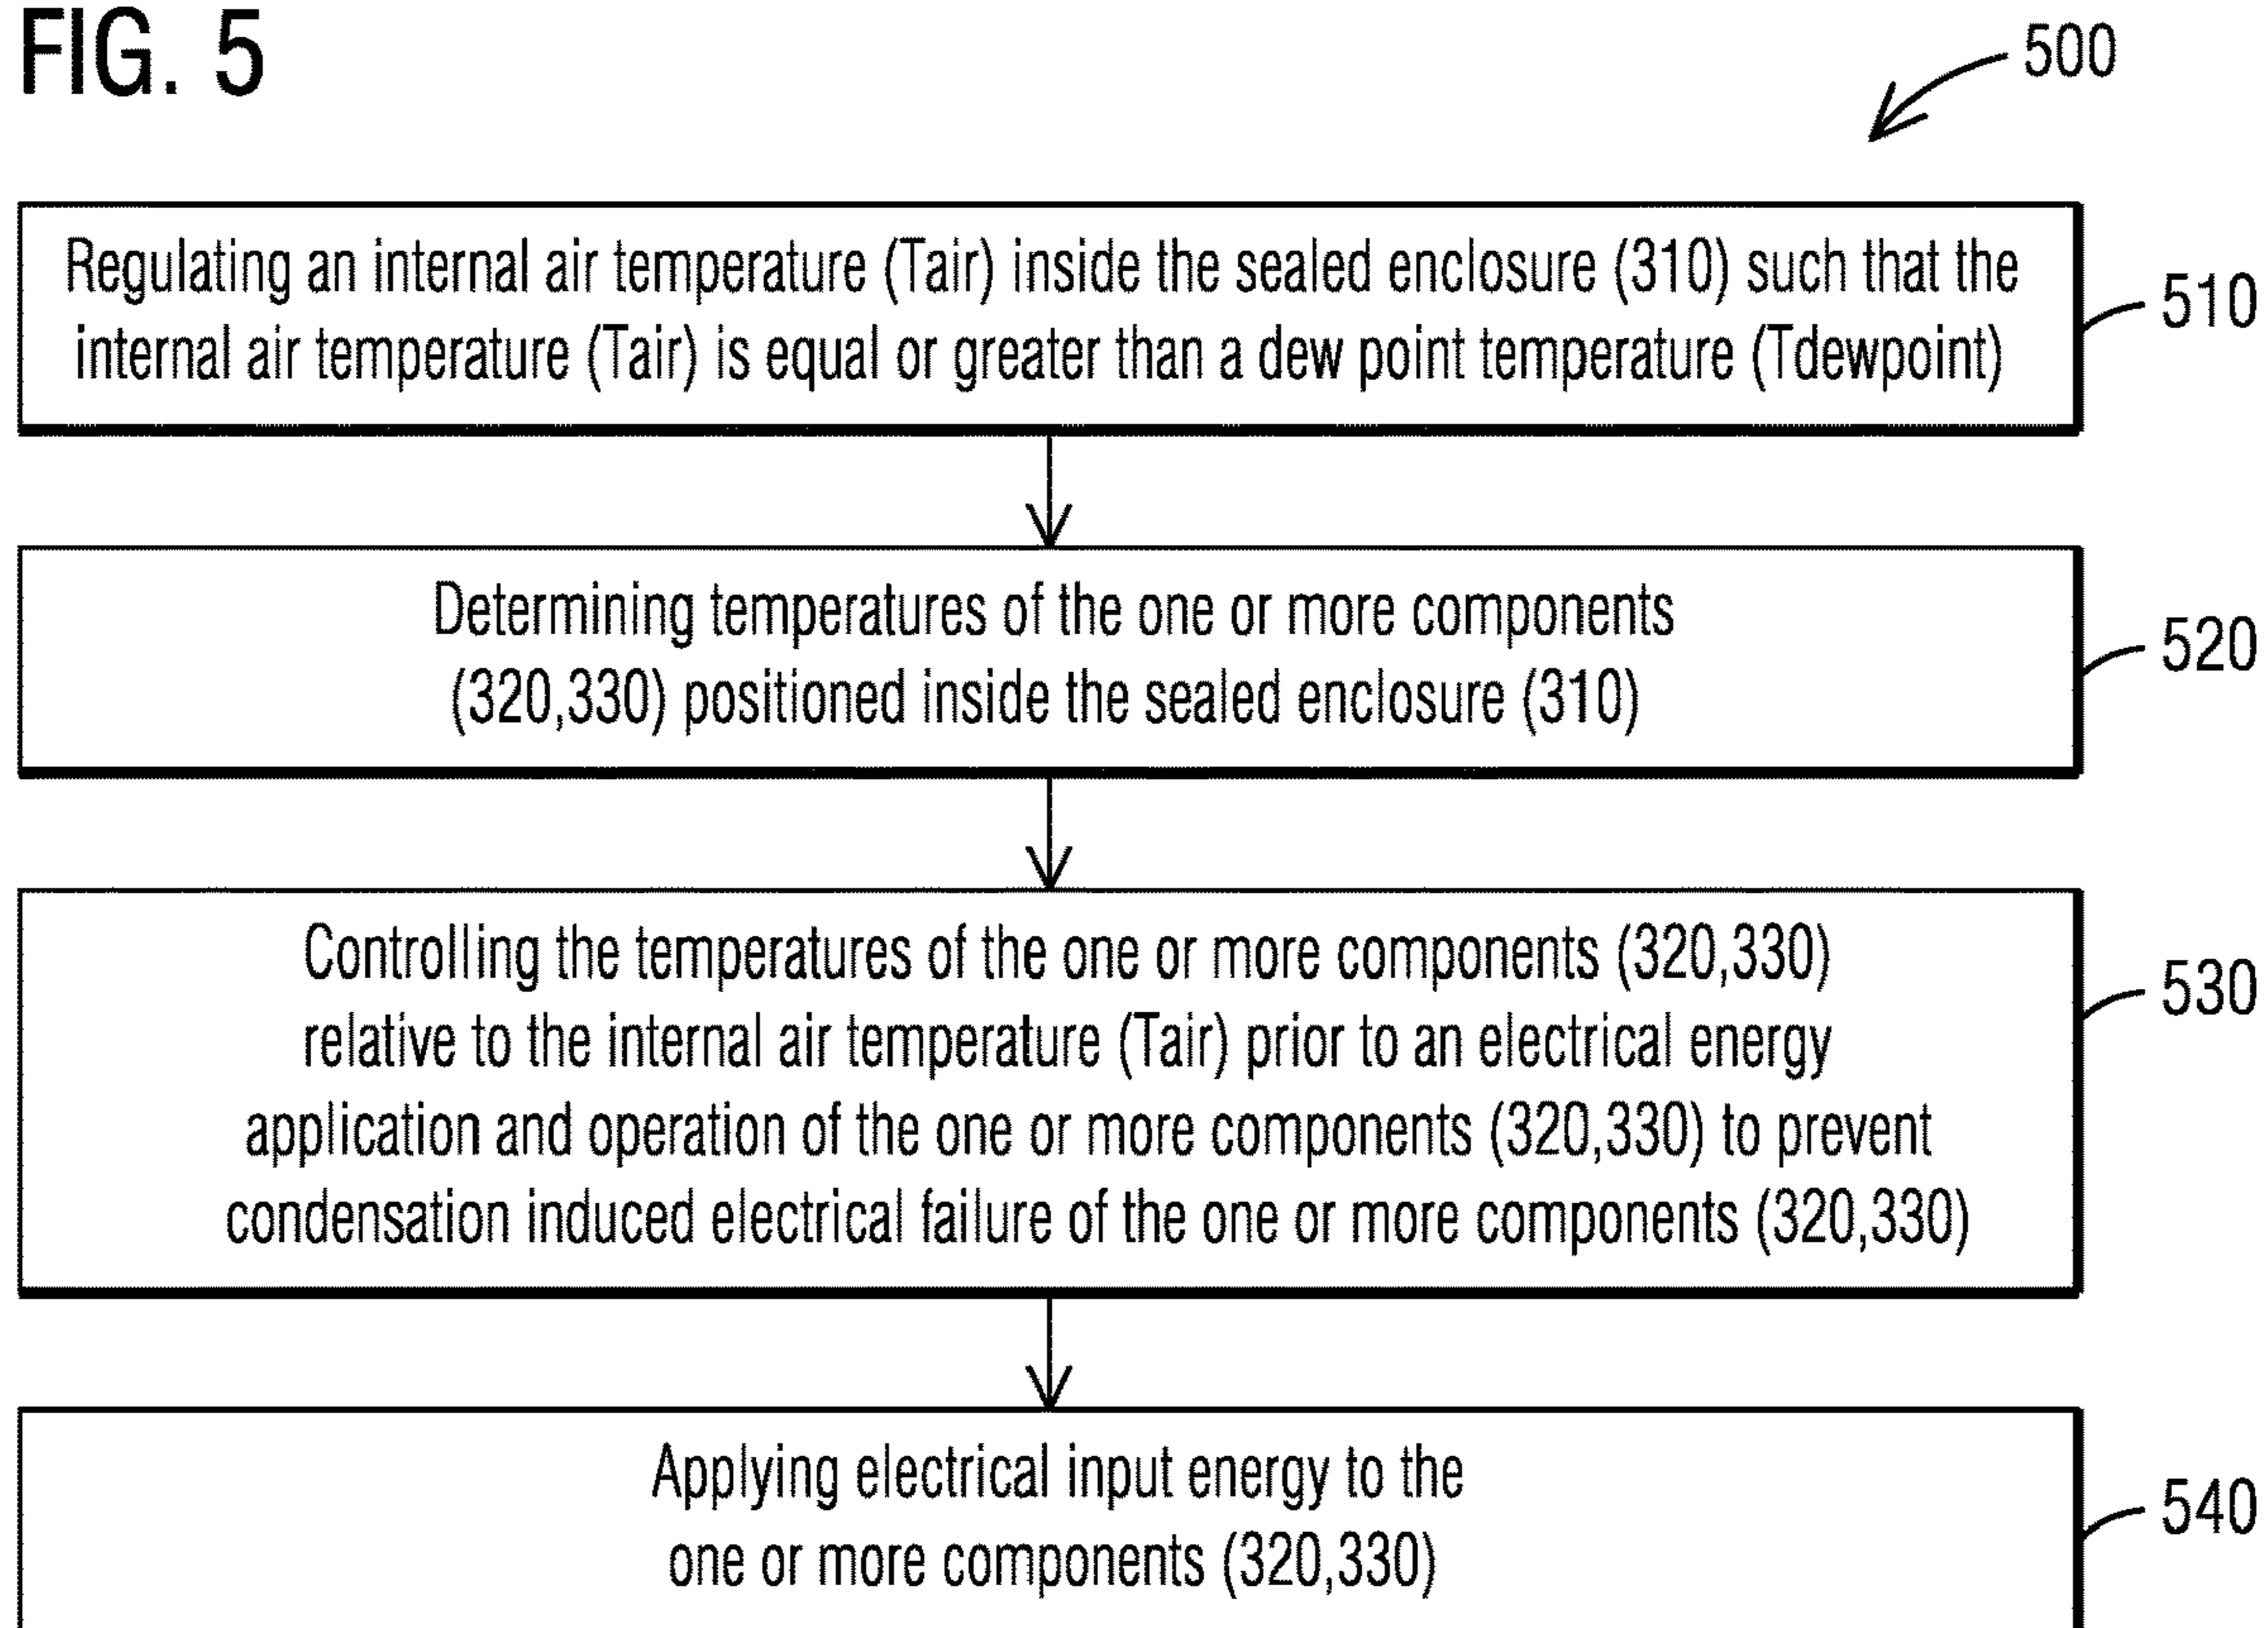 FIG. 5
500
Regulating an internal air temperature (Tair) inside the sealed enclosure (310) such that the
internal air temperature (Tair) is equal or greater than a dew point temperature (Tdewpoint)
510
Determining temperatures of the one or more components
(320,330) positioned inside the sealed enclosure (310)
520
Controlling the temperatures of the one or more components (320,330)
relative to the internal air temperature (Tair) prior to an electrical energy
application and operation of the one or more components (320,330) to prevent
condensation induced electrical failure of the one or more components (320,330)
530
Applying electrical input energy to the
one or more components (320,330)
540